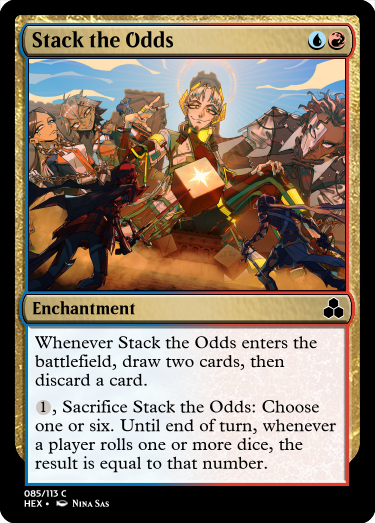 Stack the Odds
Enchantment
Whenever Stack the Odds enters the
battlefield, draw two cards, then
discard a card.
1, Sacrifice Stack the Odds: Choose
one or six. Until end of turn, whenever
a player rolls one or more dice, the
result is equal to that number.
085/113 C
HEX • Nina Sas